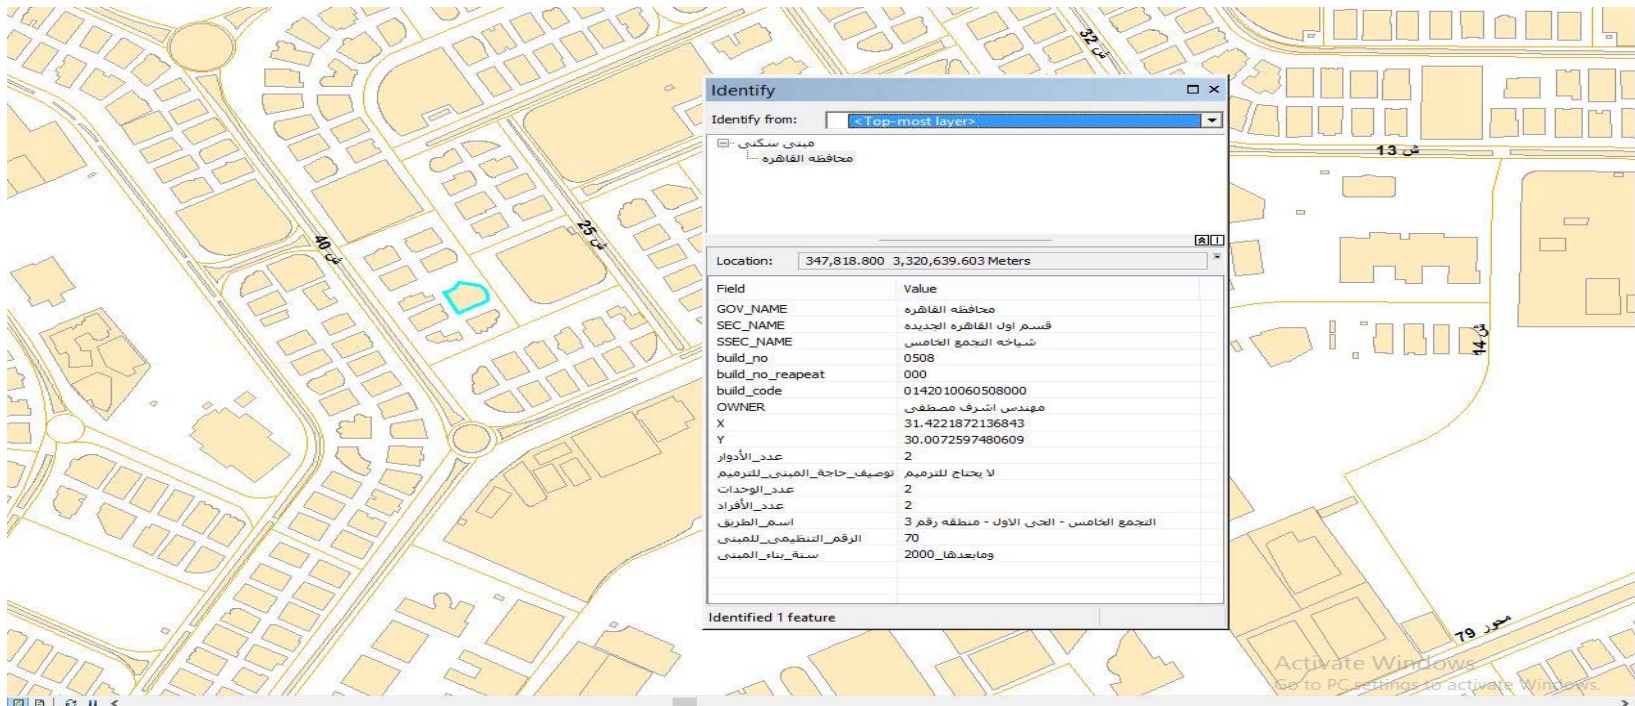 ش 32
Identify
Identify from:
<Top-most layer>
مبنى سكنى
محافظه القاهره
ش 13
ش 25
ش 40
Location: 347,818.800 3,320,639.603 Meters
Field Value
GOV_NAME محافظه القاهره
SEC_NAME قسم اول القاهره الجديده
SSEC_NAME شياخه التجمع الخامس
build_no 0508
build_no_reapeat 000
build_code 0142010060508000
OWNER مهندس اشرف مصطفى
X 31.4221872136843
Y 30.0072597480609
عدد_الأدوار 2
توصيف_حاجة_المبنى_للترميم لا يحتاج للترميم
عدد_الوحدات 2
عدد_الأفراد 2
اسم_الطريق التجمع الخامس - الحى الاول - منطقه رقم 3
الرقم_التنظيمى_للمبنى 70
سنة_بناء_المبنى 2000_ومابعدها
Identified 1 feature
محور 79
Activate Windows
Go to PC settings to activate Windows.